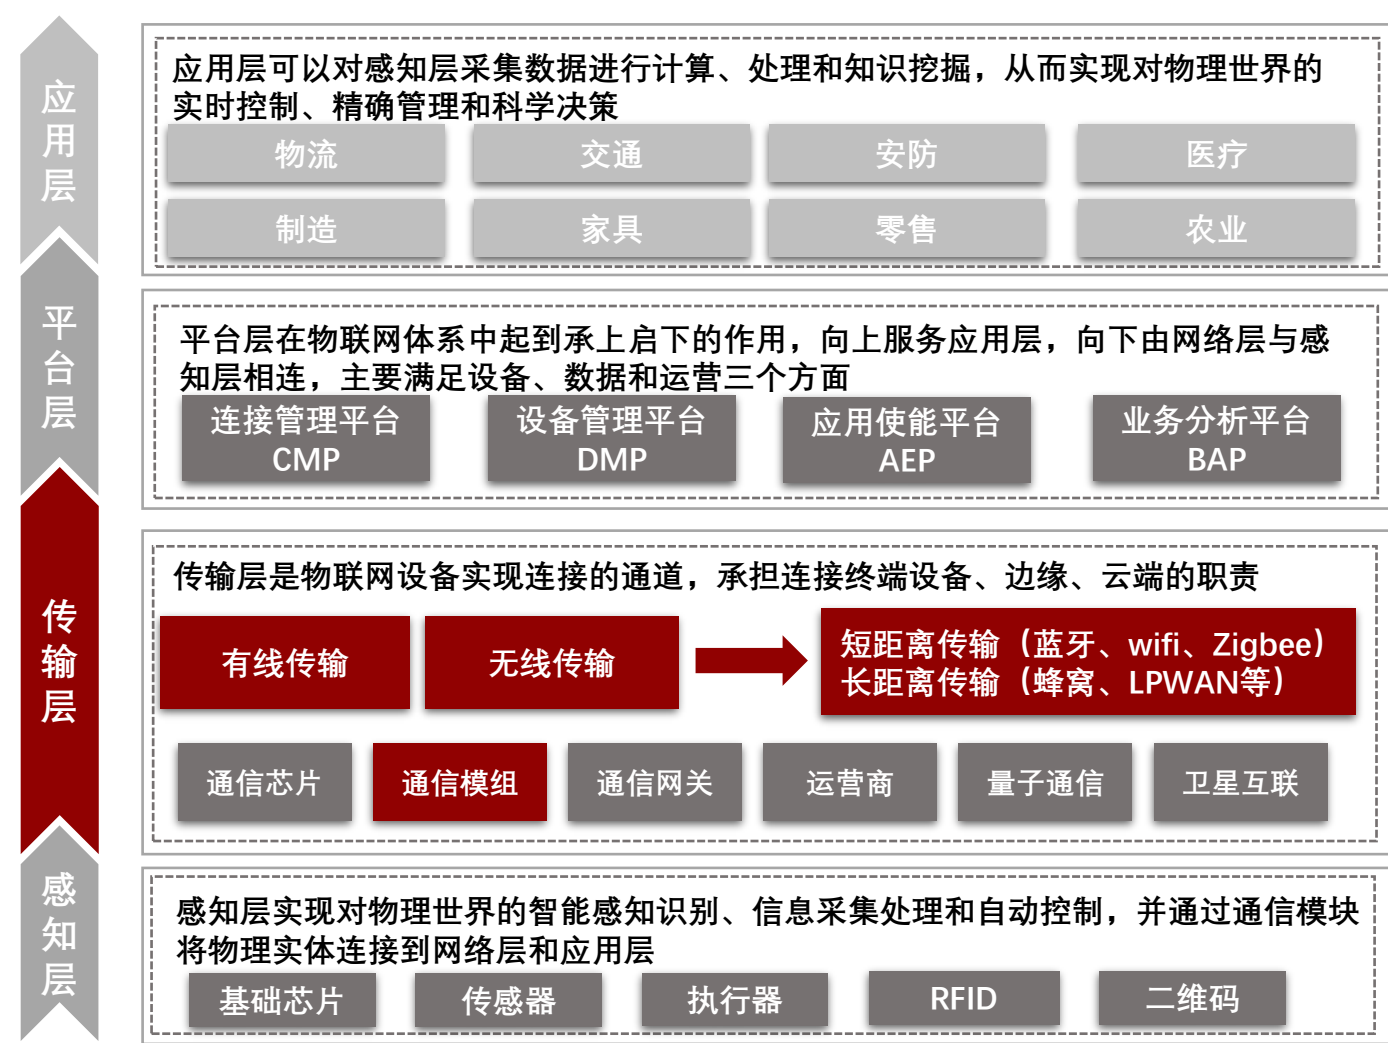 应用层
应用层可以对感知层采集数据进行计算、处理和知识挖掘，从而实现对物理世界的
实时控制、精确管理和科学决策
物流
交通
安防
医疗
制造
家具
零售
农业
平台层
平台层在物联网体系中起到承上启下的作用，向上服务应用层，向下由网络层与感
知层相连，主要满足设备、数据和运营三个方面
连接管理平台
CMP
设备管理平台
DMP
应用使能平台
AEP
业务分析平台
BAP
传输层
传输层是物联网设备实现连接的通道，承担连接终端设备、边缘、云端的职责
有线传输
无线传输
短距离传输（蓝牙、wifi、Zigbee）
长距离传输（蜂窝、LPWAN等）
通信芯片
通信模组
通信网关
运营商
量子通信
卫星互联
感知层
感知层实现对物理世界的智能感知识别、信息采集处理和自动控制，并通过通信模块
将物理实体连接到网络层和应用层
基础芯片
传感器
执行器
RFID
二维码